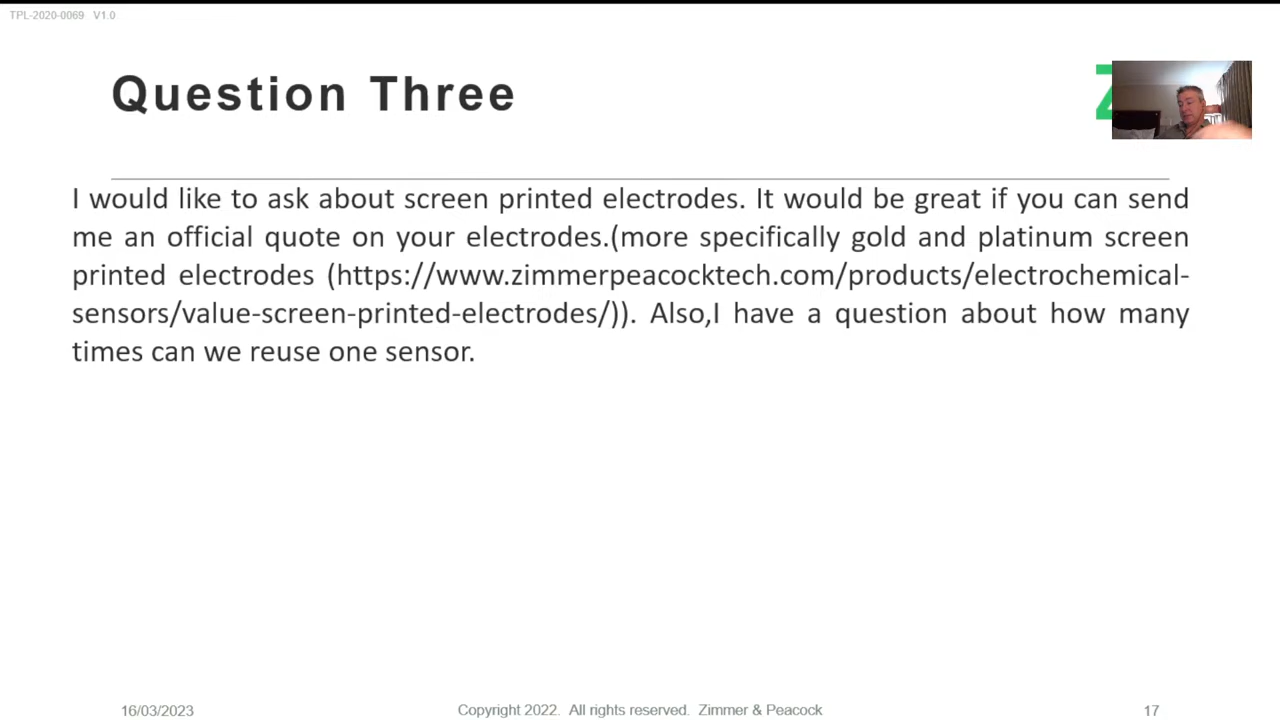 TPL-2020-0069 V1.0
Question Three
Z
I would like to ask about screen printed electrodes. It would be great if you can send
me an official quote on your electrodes.(more specifically gold and platinum screen
printed electrodes (https://www.zimmerpeacocktech.com/products/electrochemical-
sensors/value-screen-printed-electrodes/)). Also,I have a question about how many
times can we reuse one sensor.
16/03/2023
Copyright 2022. All rights reserved. Zimmer & Peacock
17